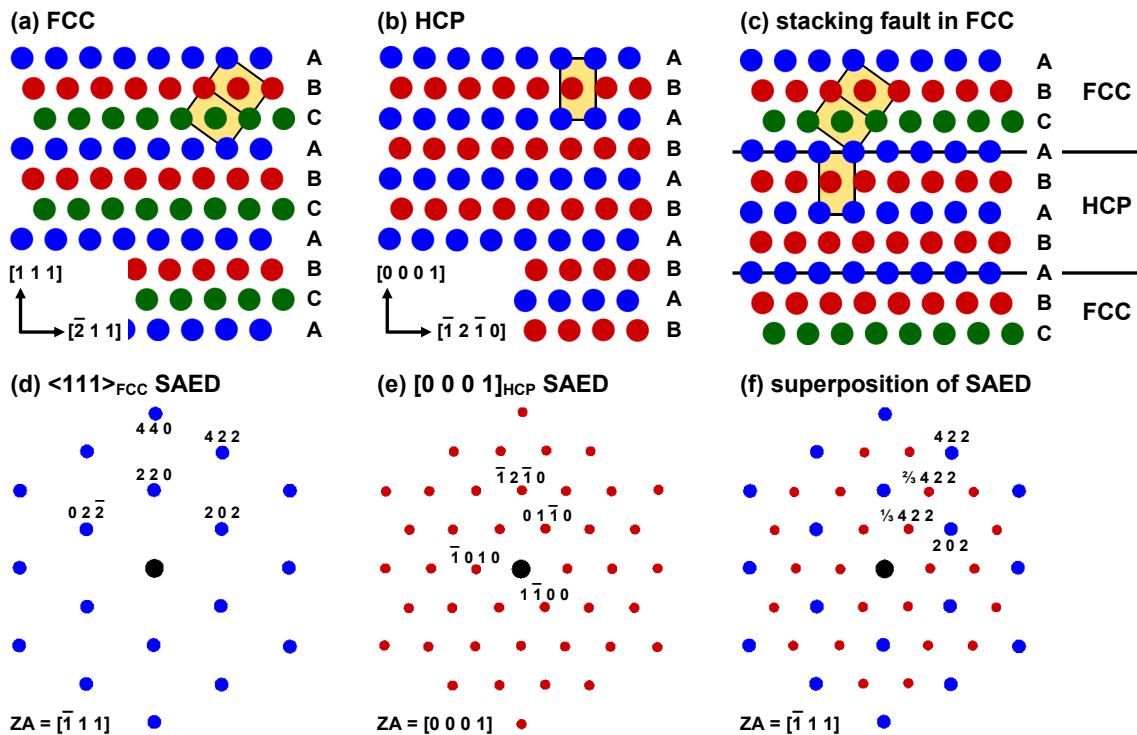 (a) FCC
A
B
C
A
B
C
A
B
C
A
[1 1 1]
[2̅ 1 1]
(b) HCP
A
B
A
B
A
B
A
B
A
B
[0 0 0 1]
[1̅ 2 1̅ 0]
(c) stacking fault in FCC
A
B
C
A
B
A
B
A
B
C
FCC
HCP
FCC
(d) <111>FCC SAED
4 4 0
4 2 2
2 2 0
0 2 2̅
2 0 2
ZA = [1̅ 1 1]
(e) [0 0 0 1]HCP SAED
1̅ 2 1̅ 0
0 1 1̅ 0
1̅ 0 1 0
1 1̅ 0 0
ZA = [0 0 0 1]
(f) superposition of SAED
4 2 2
⅔ 4 2 2
⅓ 4 2 2
2 0 2
ZA = [1̅ 1 1]